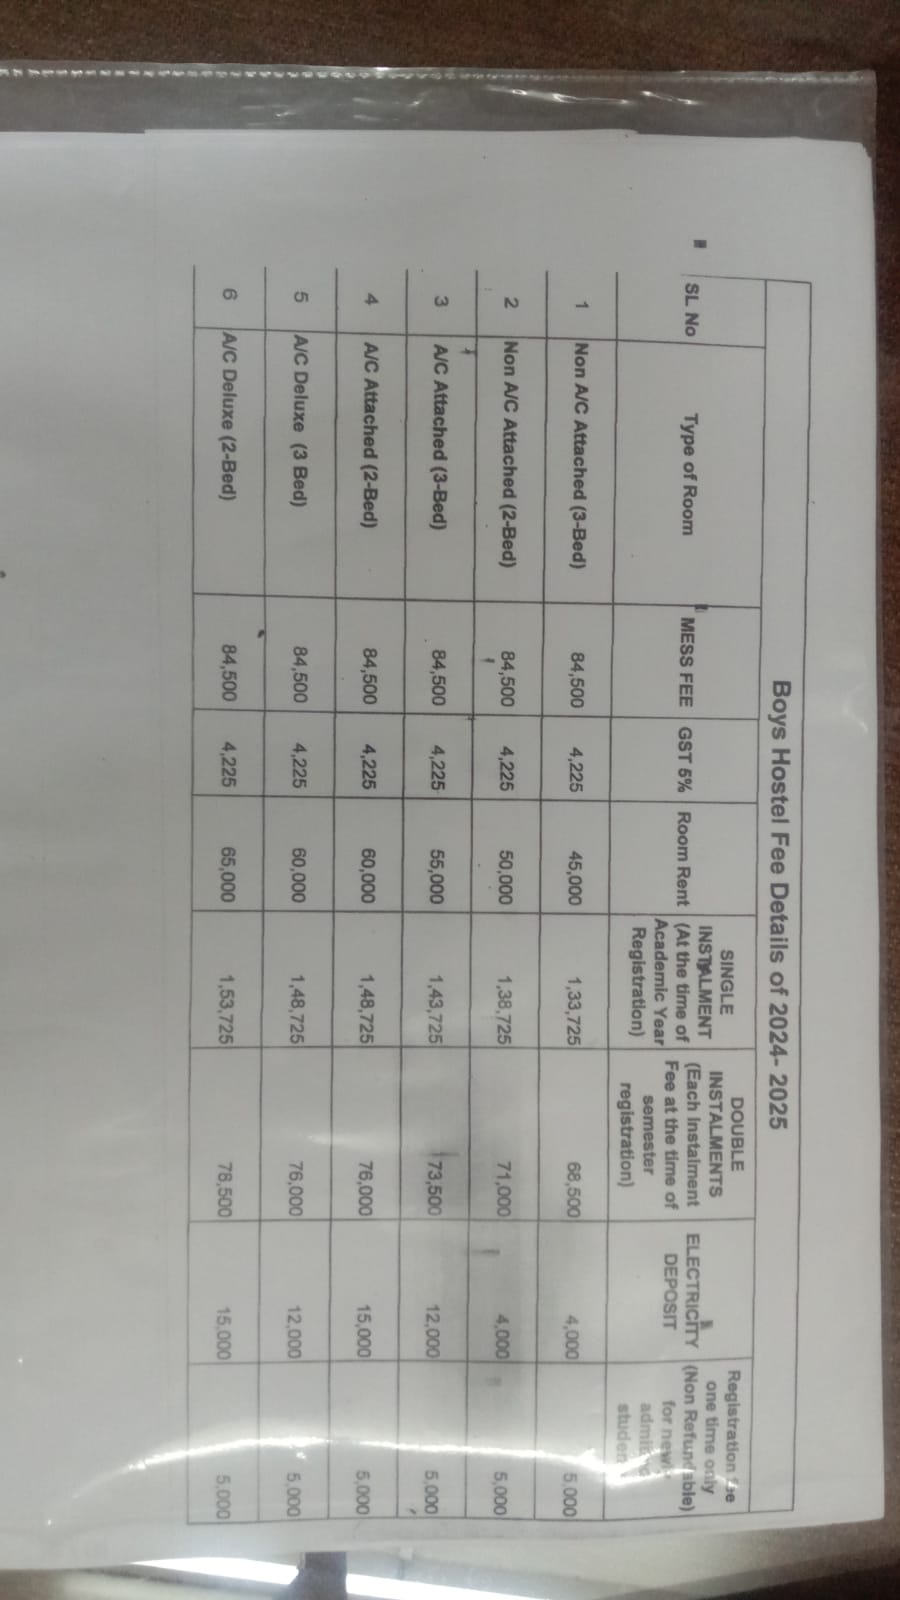 Boys Hostel Fee Details of 2024- 2025
SL No
Type of Room
MESS FEE
GST 5%
Room Rent
SINGLE
INSTALMENT
(At the time of
Academic Year
Registration)
DOUBLE
INSTALMENTS
(Each Instalment
Fee at the time of
semester
registration)
ELECTRICITY
DEPOSIT
Registration fee
one time only
(Non Refundable)
for newly
admitted
student
1 Non A/C Attached (3-Bed) 84,500 4,225 45,000 1,33,725 68,500 4,000 5,000
2 Non A/C Attached (2-Bed) 84,500 4,225 50,000 1,38,725 71,000 4,000 5,000
3 A/C Attached (3-Bed) 84,500 4,225 55,000 1,43,725 73,500 12,000 5,000
4 A/C Attached (2-Bed) 84,500 4,225 60,000 1,48,725 76,000 15,000 5,000
5 A/C Deluxe (3 Bed) 84,500 4,225 60,000 1,48,725 76,000 12,000 5,000
6 A/C Deluxe (2-Bed) 84,500 4,225 65,000 1,53,725 78,500 15,000 5,000